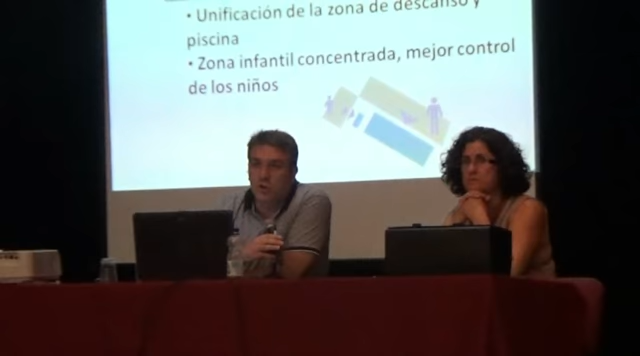 • Unificación de la zona de descanso y
piscina
• Zona infantil concentrada, mejor control
de los niños